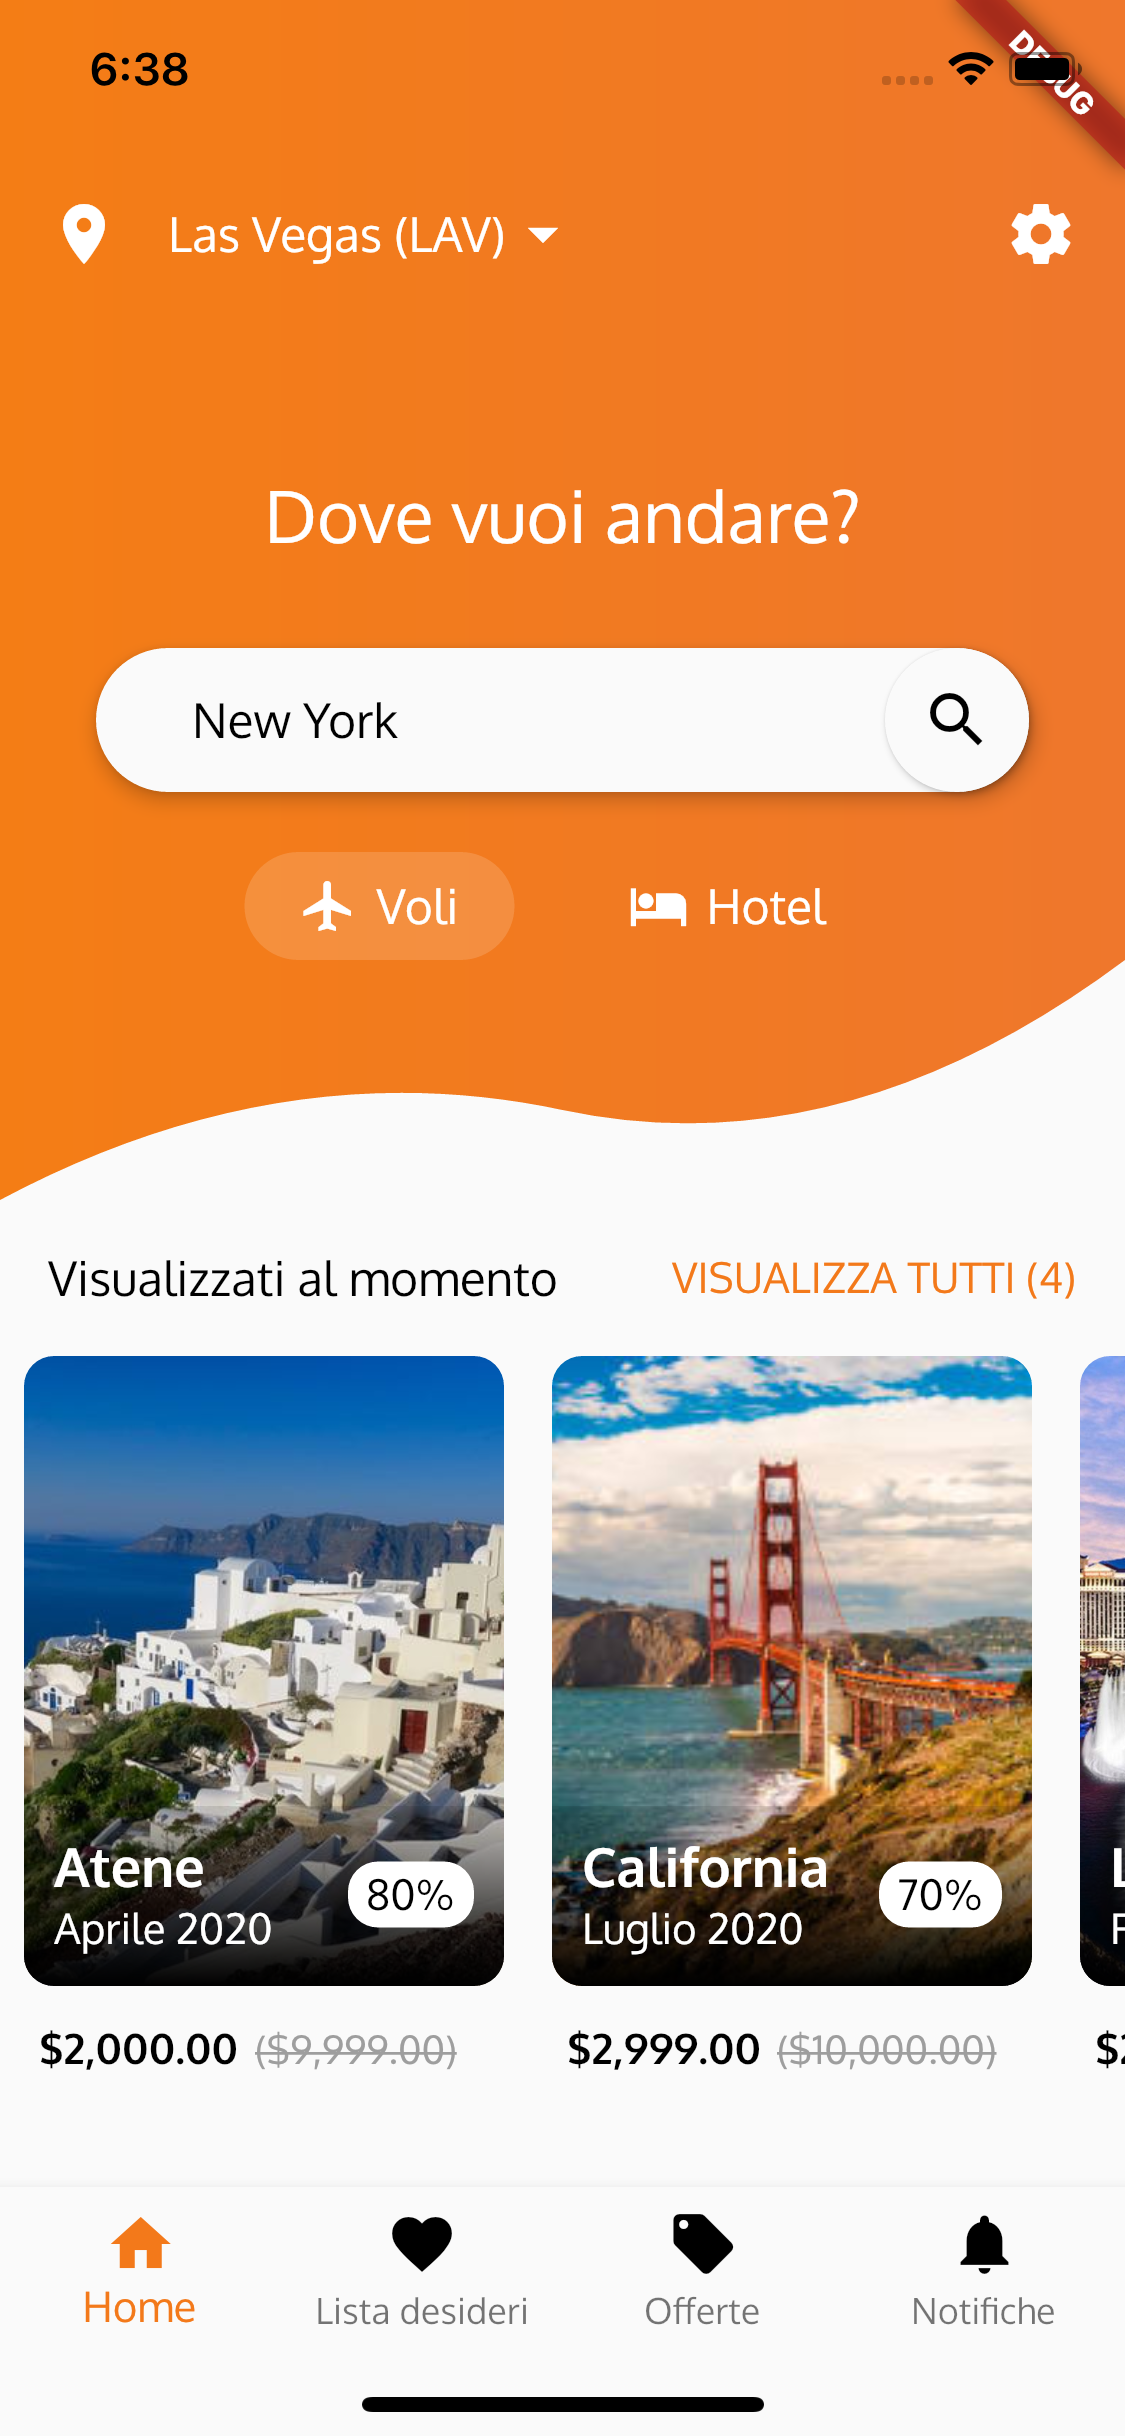 6:38
DEBUG
Las Vegas (LAV)
Dove vuoi andare?
New York
Voli
Hotel
Visualizzati al momento
VISUALIZZA TUTTI (4)
Atene
Aprile 2020
80%
California
Luglio 2020
70%
$2,000.00 ($9,999.00)
$2,999.00 ($10,000.00)
Home
Lista desideri
Offerte
Notifiche